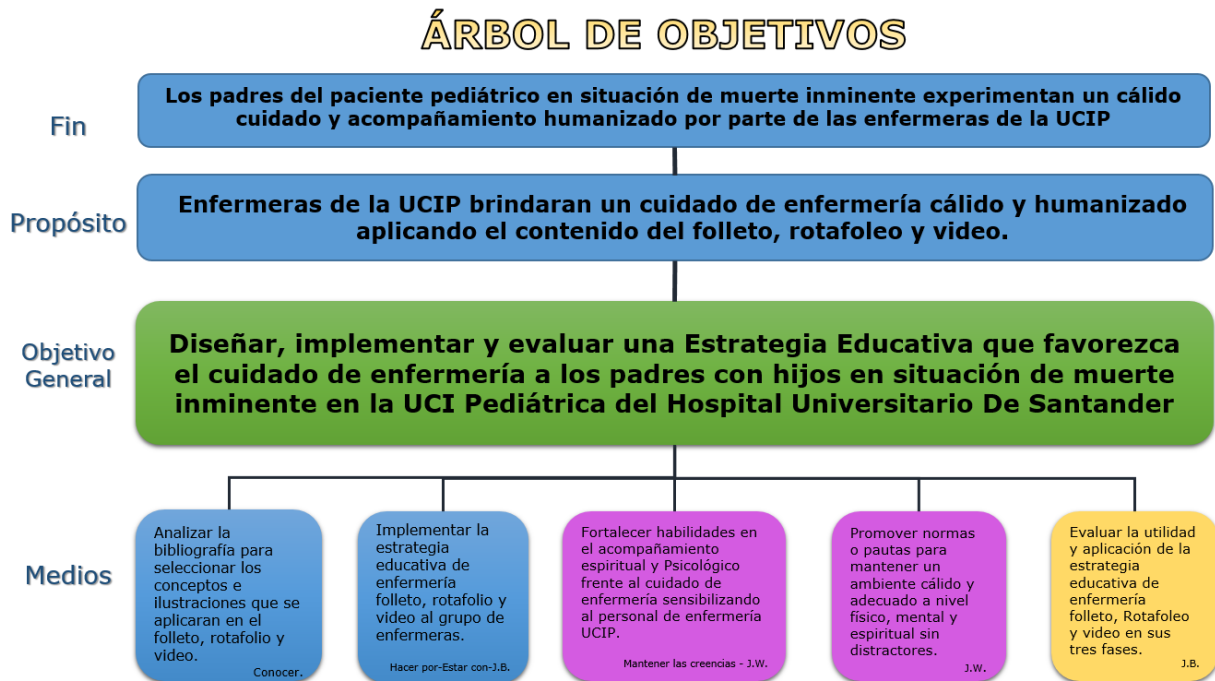 ÁRBOL DE OBJETIVOS
Fin
Los padres del paciente pediátrico en situación de muerte inminente experimentan un cálido
cuidado y acompañamiento humanizado por parte de las enfermeras de la UCIP
Propósito
Enfermeras de la UCIP brindaran un cuidado de enfermería cálido y humanizado
aplicando el contenido del folleto, rotafoleo y video.
Objetivo
General
Diseñar, implementar y evaluar una Estrategia Educativa que favorezca
el cuidado de enfermería a los padres con hijos en situación de muerte
inminente en la UCI Pediátrica del Hospital Universitario De Santander
Medios
Analizar la
bibliografía para
seleccionar los
conceptos e
ilustraciones que se
aplicaran en el
folleto, rotafolio y
video.
Conocer.
Implementar la
estrategia
educativa de
enfermería
folleto, rotafolio y
video al grupo de
enfermeras.
Hacer por-Estar con-J.B.
Fortalecer habilidades en
el acompañamiento
espiritual y Psicológico
frente al cuidado de
enfermería sensibilizando
al personal de enfermería
UCIP.
Mantener las creencias - J.W.
Promover normas
o pautas para
mantener un
ambiente cálido y
adecuado a nivel
físico, mental y
espiritual sin
distractores.
J.W.
Evaluar la utilidad
y aplicación de la
estrategia
educativa de
enfermería
folleto, Rotafoleo
y video en sus
tres fases.
J.B.